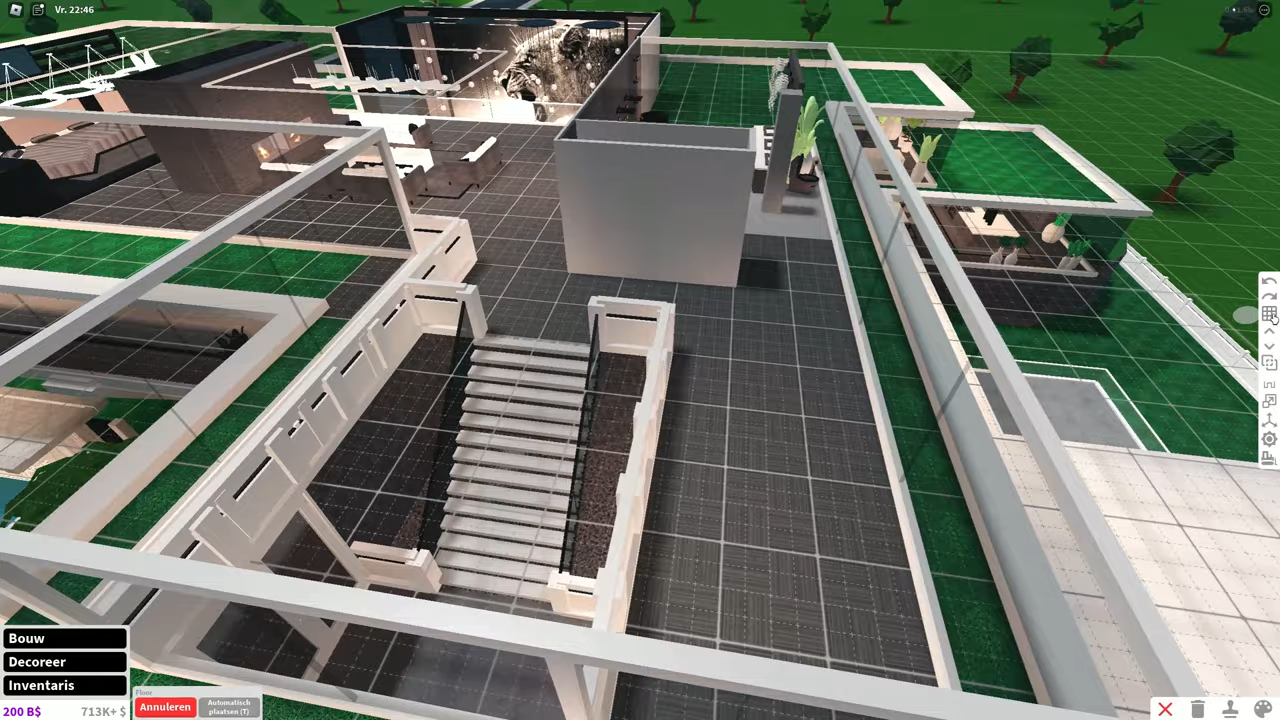 Vr. 22:46
Bouw
Decoreer
Inventaris
200 B$
713K+ $
Floor
Annuleren
Automatisch
plaatsen (T)